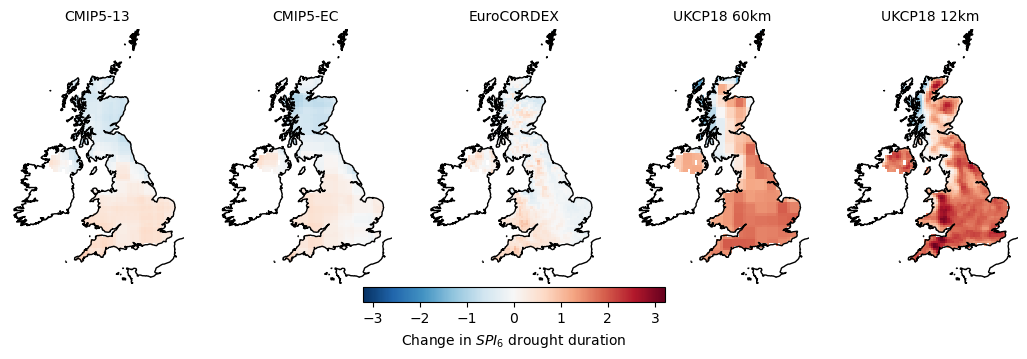 CMIP5-13 CMIP5-EC EuroCORDEX UKCP18 60km UKCP18 12km
−3 −2 −1 0 1 2 3
Change in SPI₆ drought duration